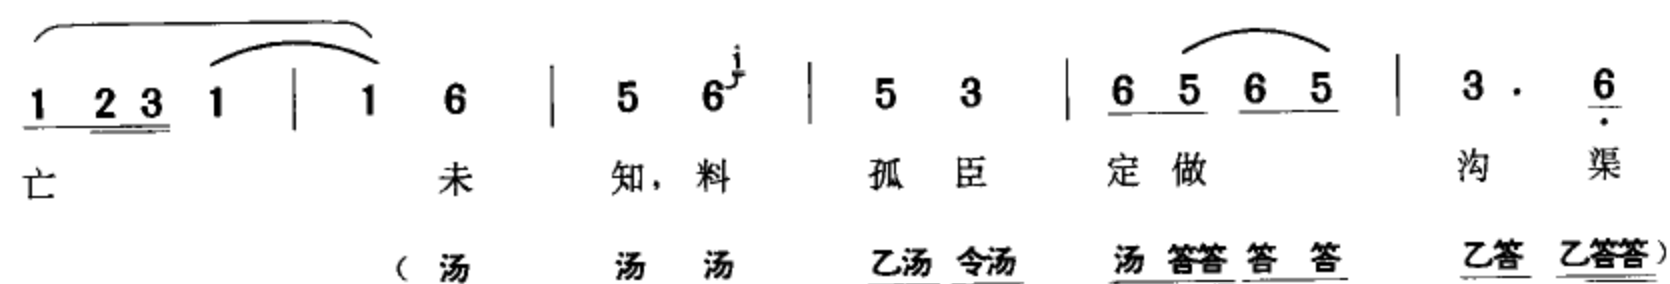 1 2 3 1 | 1 6 | 5 6 i | 5 3 | 6 5 6 5 | 3 . 6
亡 未 知，料 孤 臣 定 做 沟 渠
（ 汤 汤 汤 乙汤 令汤 汤 答答 答 答 乙答 乙答答）